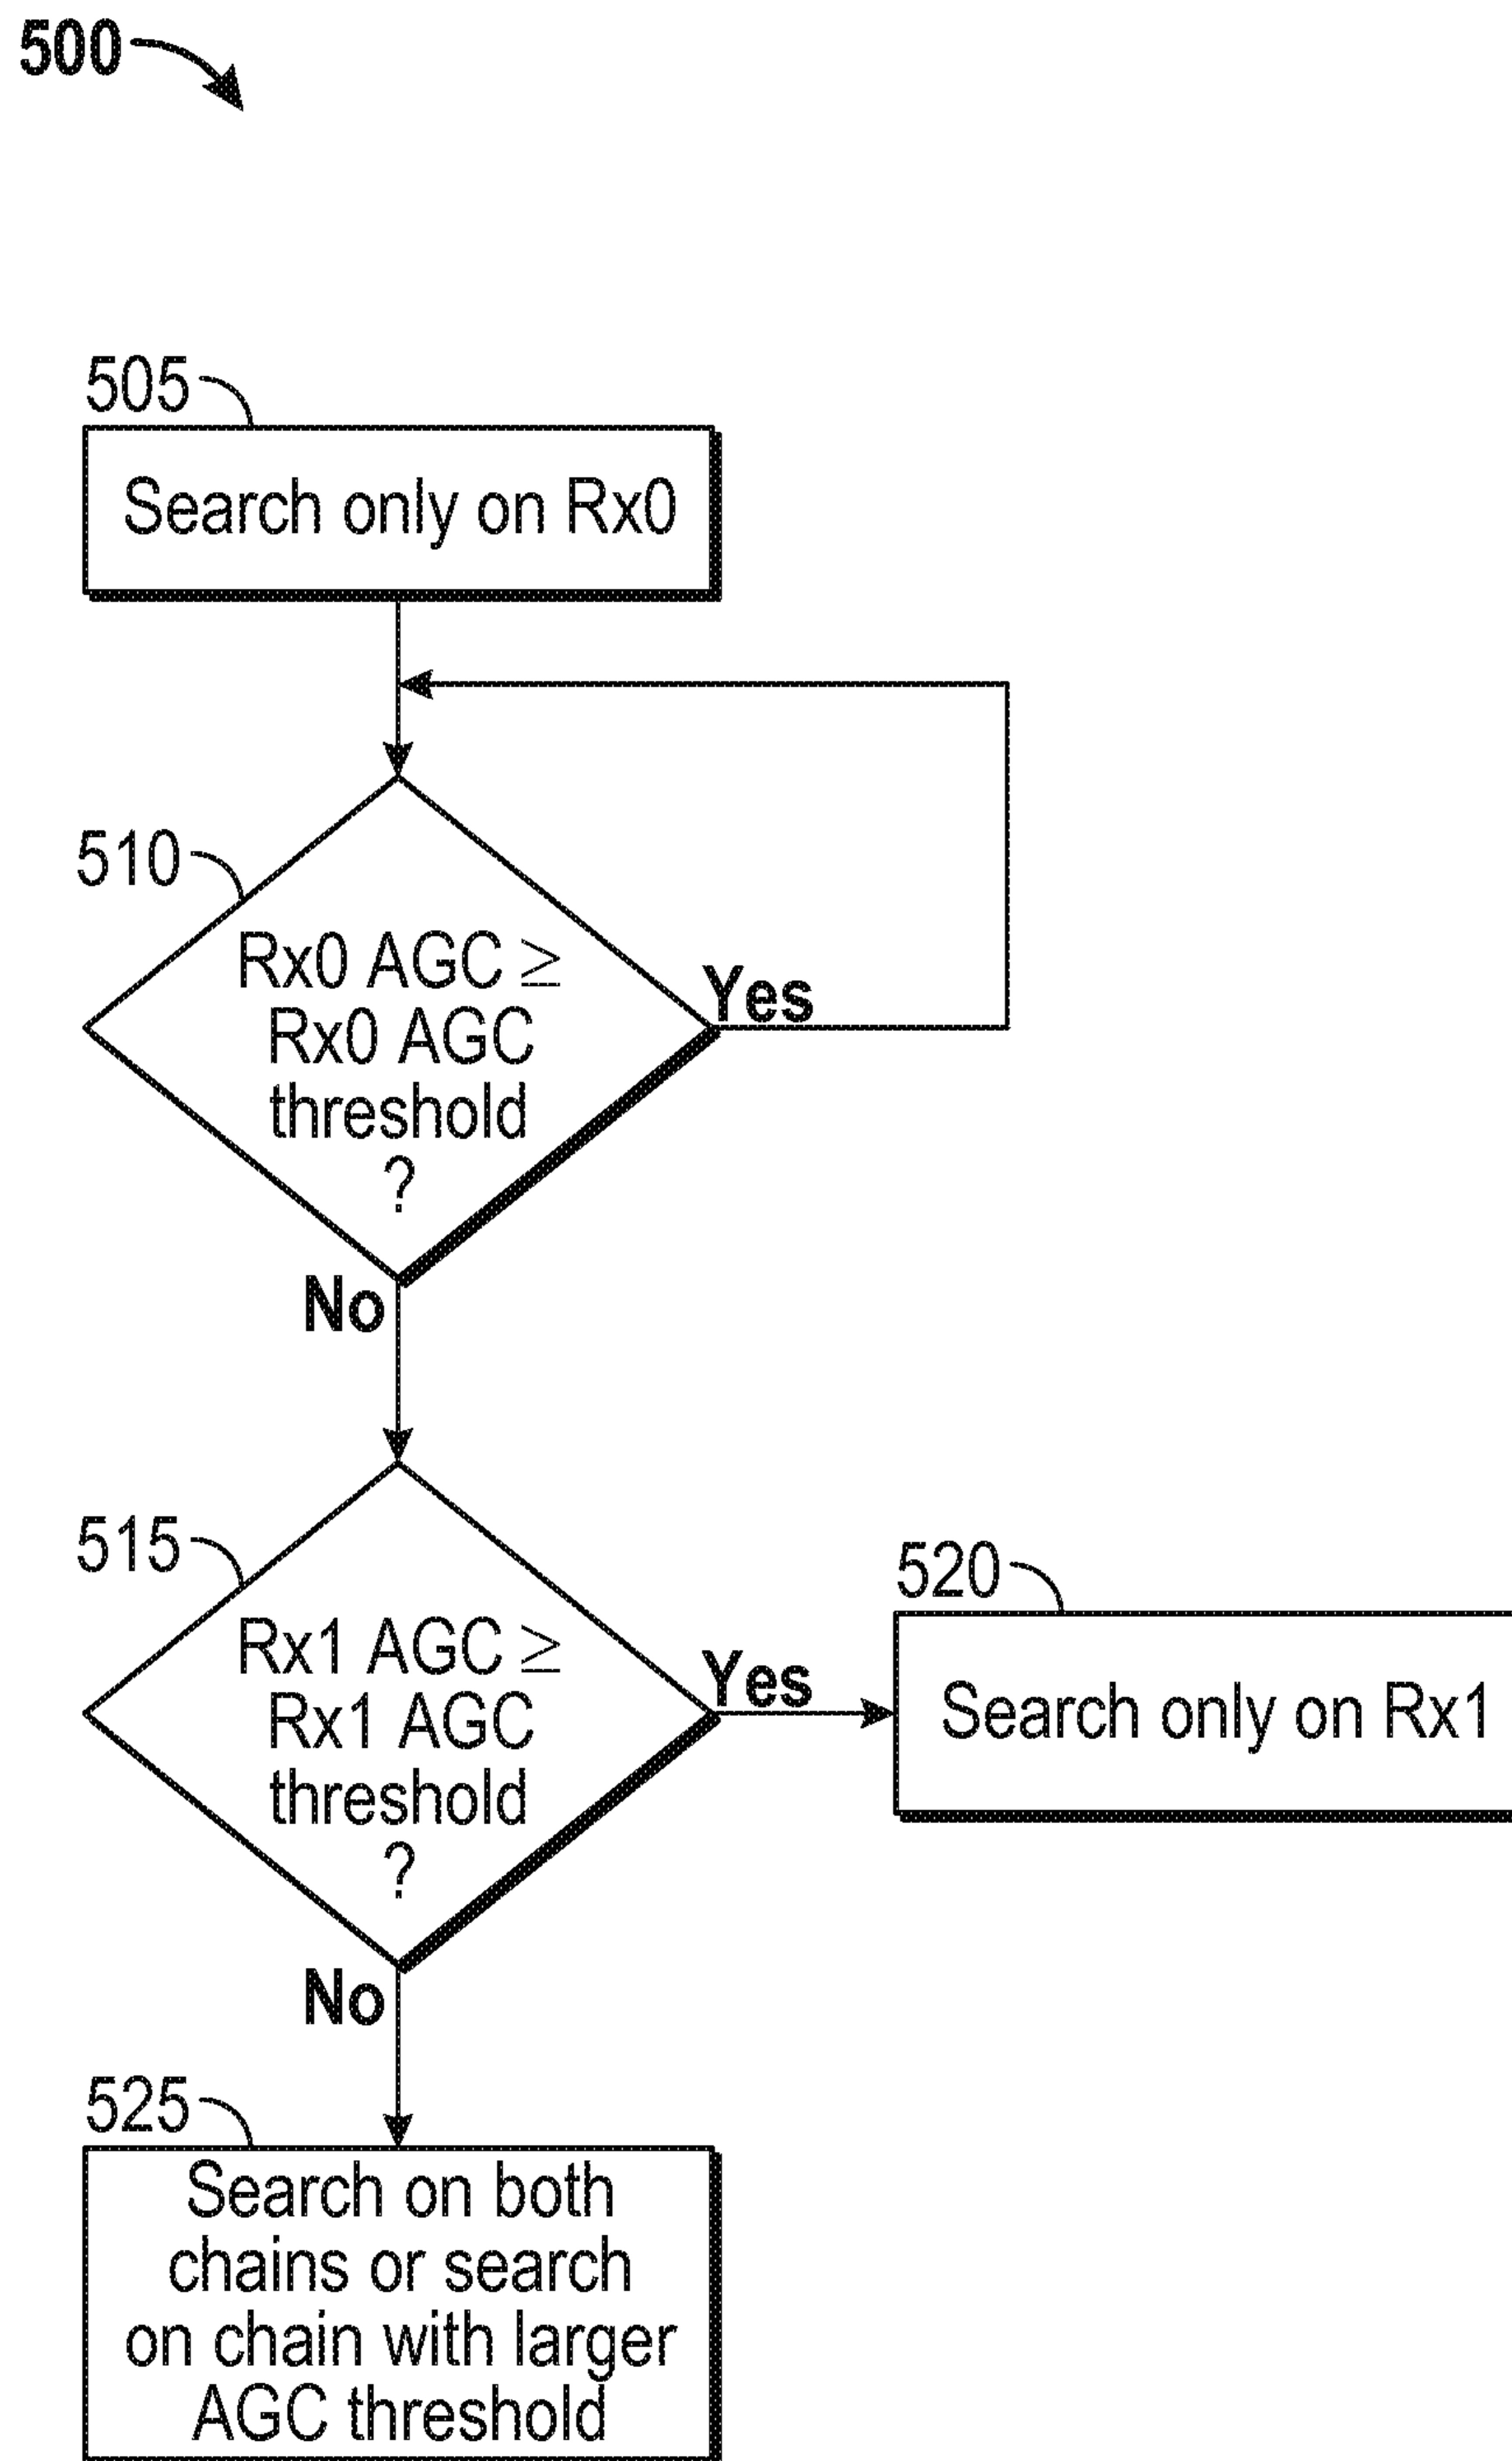 500
505
Search only on Rx0
510
Rx0 AGC ≥
Rx0 AGC
threshold
?
Yes
No
515
Rx1 AGC ≥
Rx1 AGC
threshold
?
Yes
520
Search only on Rx1
No
525
Search on both
chains or search
on chain with larger
AGC threshold